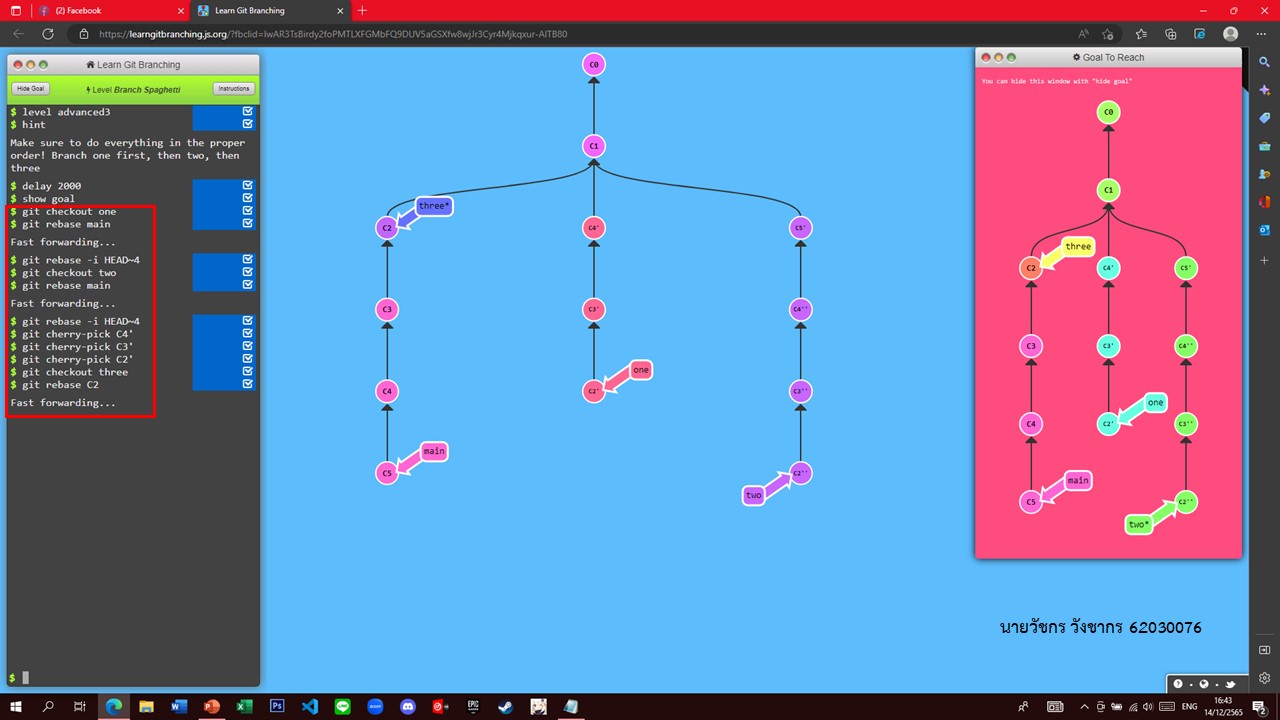 (2) Facebook
Learn Git Branching
https://learngitbranching.js.org/?fbclid=IwAR3TsBirdy2foPMTLXFGMbFQ9DUV5aGSXfw8wjJr3Cyr4Mjkqxur-AlTB80
Learn Git Branching
Hide Goal
Level Branch Spaghetti
Instructions
$ level advanced3
$ hint
Make sure to do everything in the proper
order! Branch one first, then two, then
three
$ delay 2000
$ show goal
$ git checkout one
$ git rebase main
Fast forwarding...
$ git rebase -i HEAD~4
$ git checkout two
$ git rebase main
Fast forwarding...
$ git rebase -i HEAD~4
$ git cherry-pick C4'
$ git cherry-pick C3'
$ git cherry-pick C2'
$ git checkout three
$ git rebase C2
Fast forwarding...
$
C0
C1
three*
C2
C4'
C5'
C3
C3'
C4''
one
C4
C2'
C3''
main
C5
C2''
two
Goal To Reach
You can hide this window with "hide goal"
C0
C1
three
C2
C4'
C5'
C3
C3'
C4''
one
C4
C2'
C3''
main
C5
C2''
two*
นายวัชกร วังชากร 62030076
ENG
16:43
14/12/2565